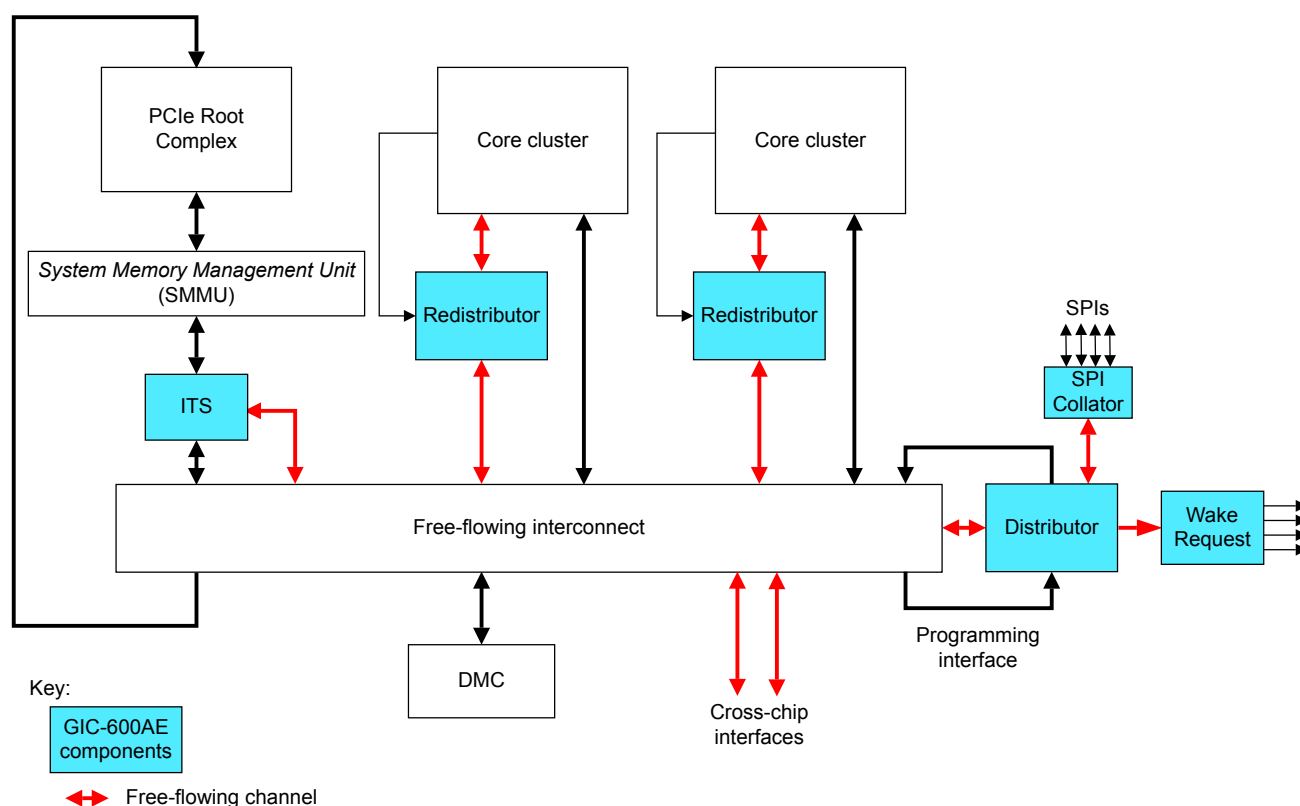 PCIe Root
Complex
Core cluster
Core cluster
System Memory Management Unit
(SMMU)
Redistributor
Redistributor
SPIs
SPI
Collator
ITS
Free-flowing interconnect
Distributor
Wake
Request
Programming
interface
DMC
Cross-chip
interfaces
Key:
GIC-600AE
components
Free-flowing channel